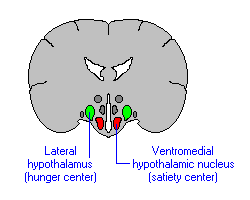 Lateral
hypothalamus
(hunger center)
Ventromedial
hypothalamic nucleus
(satiety center)